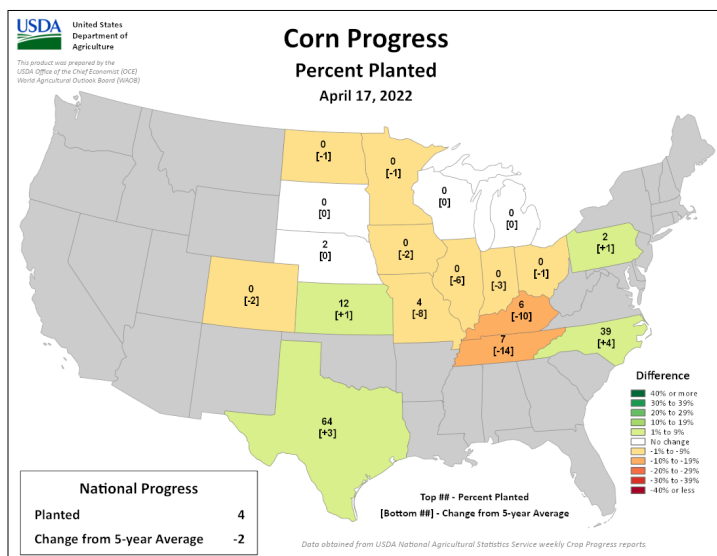 USDA
United States
Department of
Agriculture
This product was prepared by the
USDA Office of the Chief Economist (OCE)
World Agricultural Outlook Board (WAOB)
Corn Progress
Percent Planted
April 17, 2022
0
[-1]
0
[-1]
0
[0]
0
[0]
0
[0]
2
[0]
0
[-2]
0
[-6]
0
[-3]
0
[-1]
2
[+1]
0
[-2]
12
[+1]
4
[-8]
6
[-10]
7
[-14]
39
[+4]
64
[+3]
Difference
40% or more
30% to 39%
20% to 29%
10% to 19%
1% to 9%
No change
-1% to -9%
-10% to -19%
-20% to -29%
-30% to -39%
-40% or less
National Progress
Planted 4
Change from 5-year Average -2
Top ## - Percent Planted
[Bottom ##] - Change from 5-year Average
Data obtained from USDA National Agricultural Statistics Service weekly Crop Progress reports.